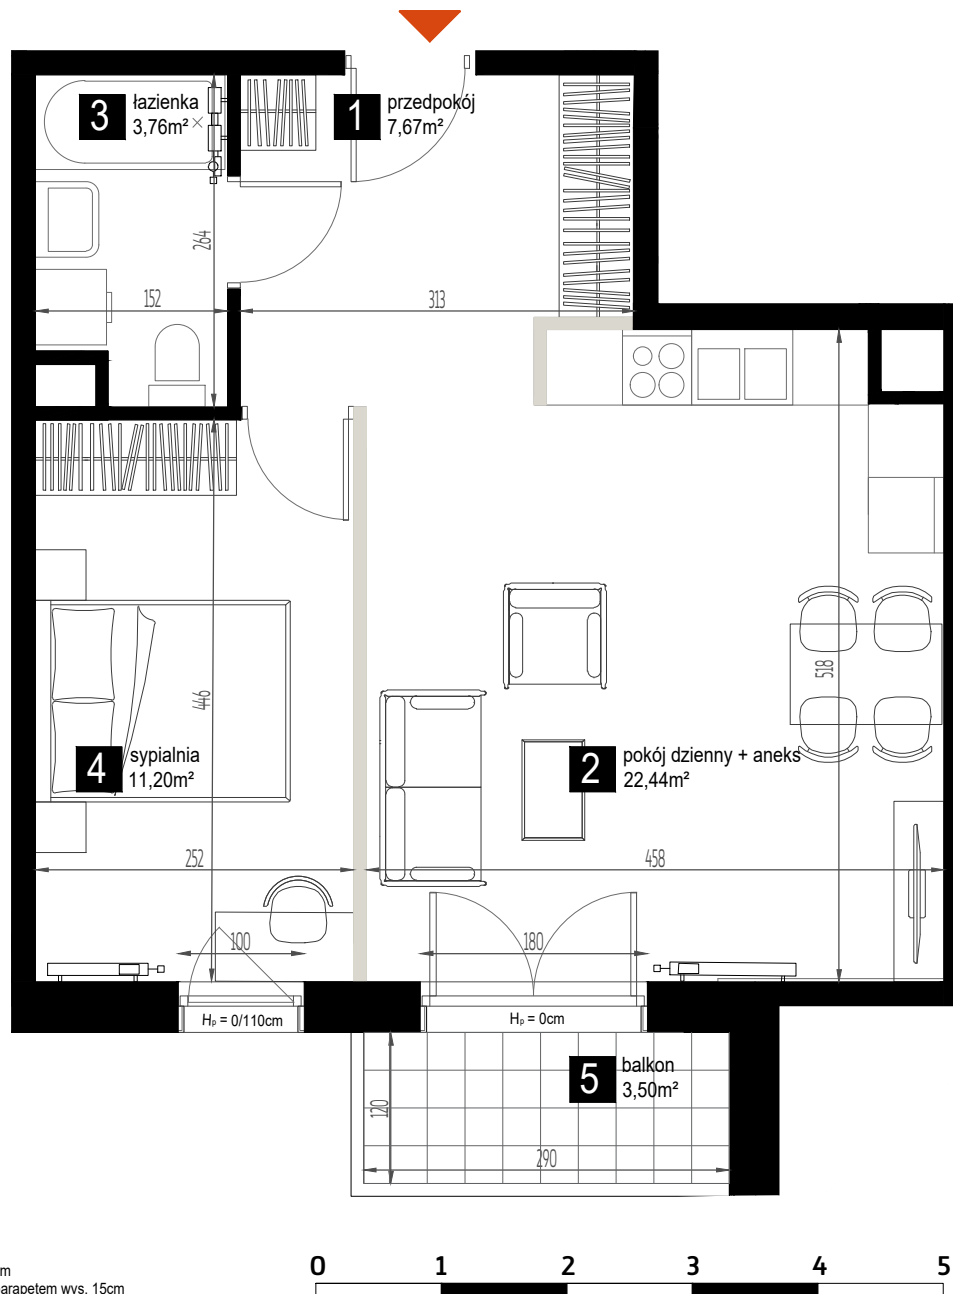 3
łazienka
3,76m²
1
przedpokój
7,67m²
264
152
313
518
446
4
sypialnia
11,20m²
2
pokój dzienny + aneks
22,44m²
252
458
100
180
Hₚ = 0/110cm
Hₚ = 0cm
5
balkon
3,50m²
120
290
0 1 2 3 4 5
m
arapetem wys. 15cm